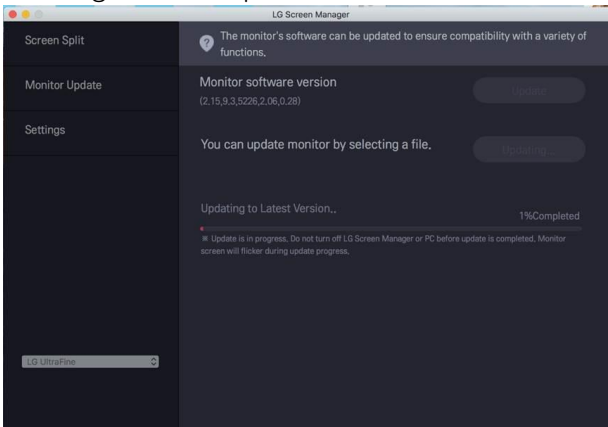 LG Screen Manager
Screen Split
The monitor's software can be updated to ensure compatibility with a variety of
functions.
Monitor Update
Monitor software version
(2,15,9,3,5226,2,06,0,28)
Update
Settings
You can update monitor by selecting a file.
Updating...
Updating to Latest Version..
1%Completed
※ Update is in progress. Do not turn off LG Screen Manager or PC before update is completed. Monitor
screen will flicker during update progress.
LG UltraFine